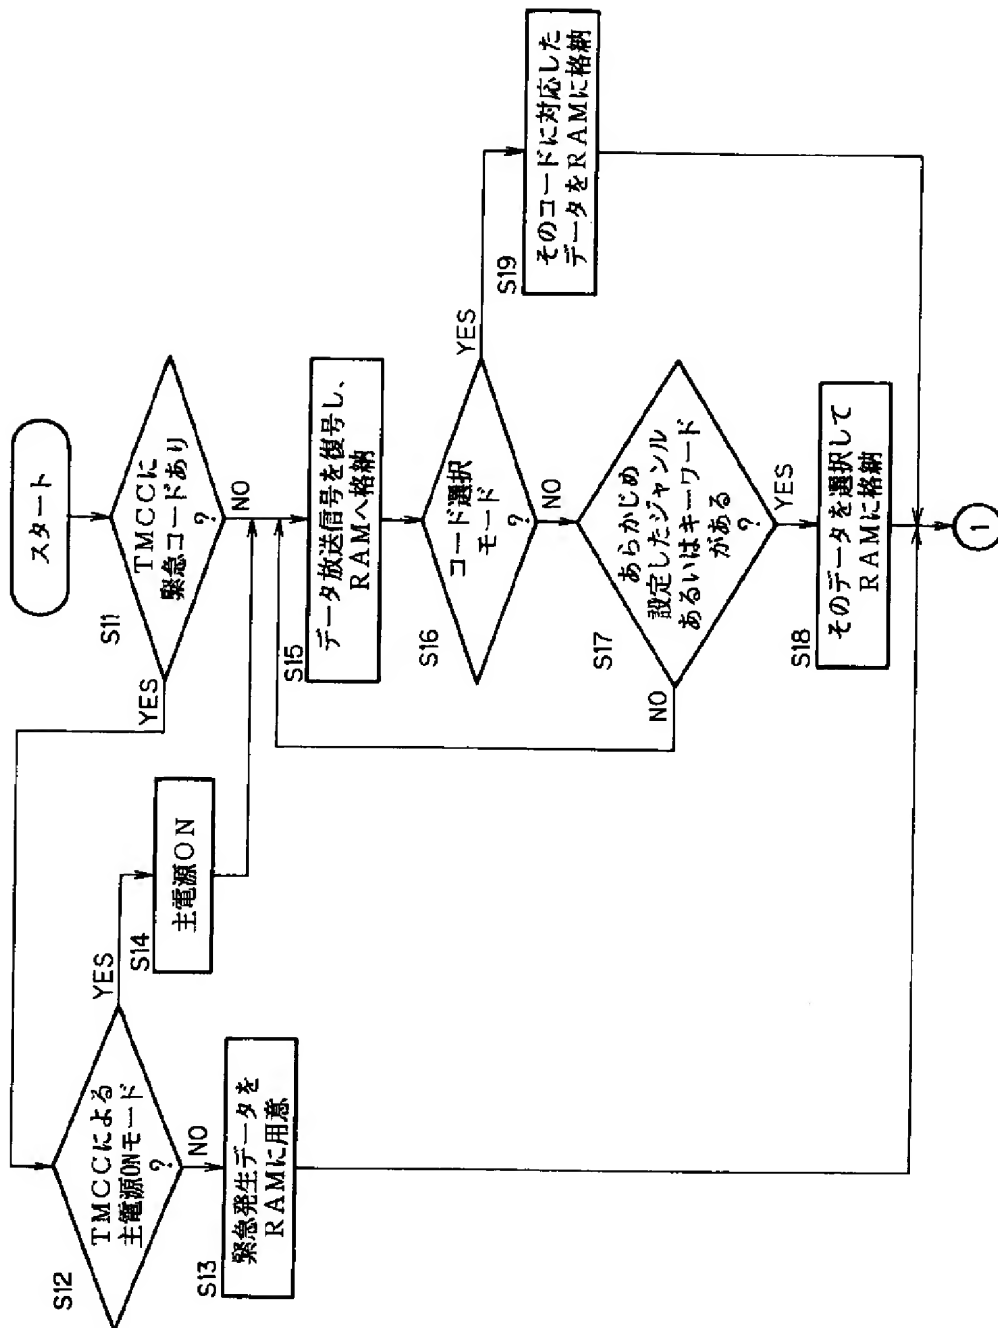 スタート
S11
TMCCに
緊急コードあり
?
YES
NO
S12
TMCCによる
主電源ONモード
?
YES
NO
S13
緊急発生データを
RAMに用意
S14
主電源ON
S15
データ放送信号を復号し、
RAMへ格納
S16
コード選択
モード
?
YES
NO
S17
あらかじめ
設定したジャンル
あるいはキーワード
がある
?
NO
YES
S18
そのデータを選択して
RAMに格納
S19
そのコードに対応した
データをRAMに格納
1